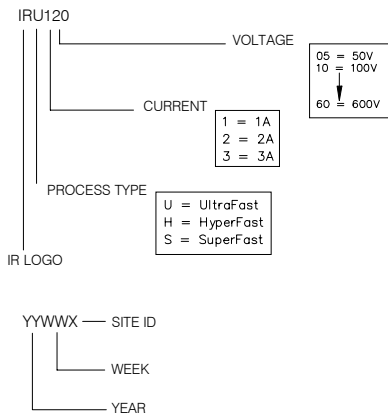 IRU120
VOLTAGE
05 = 50V
10 = 100V
60 = 600V
CURRENT
1 = 1A
2 = 2A
3 = 3A
PROCESS TYPE
U = UltraFast
H = HyperFast
S = SuperFast
IR LOGO
YYWWX SITE ID
WEEK
YEAR